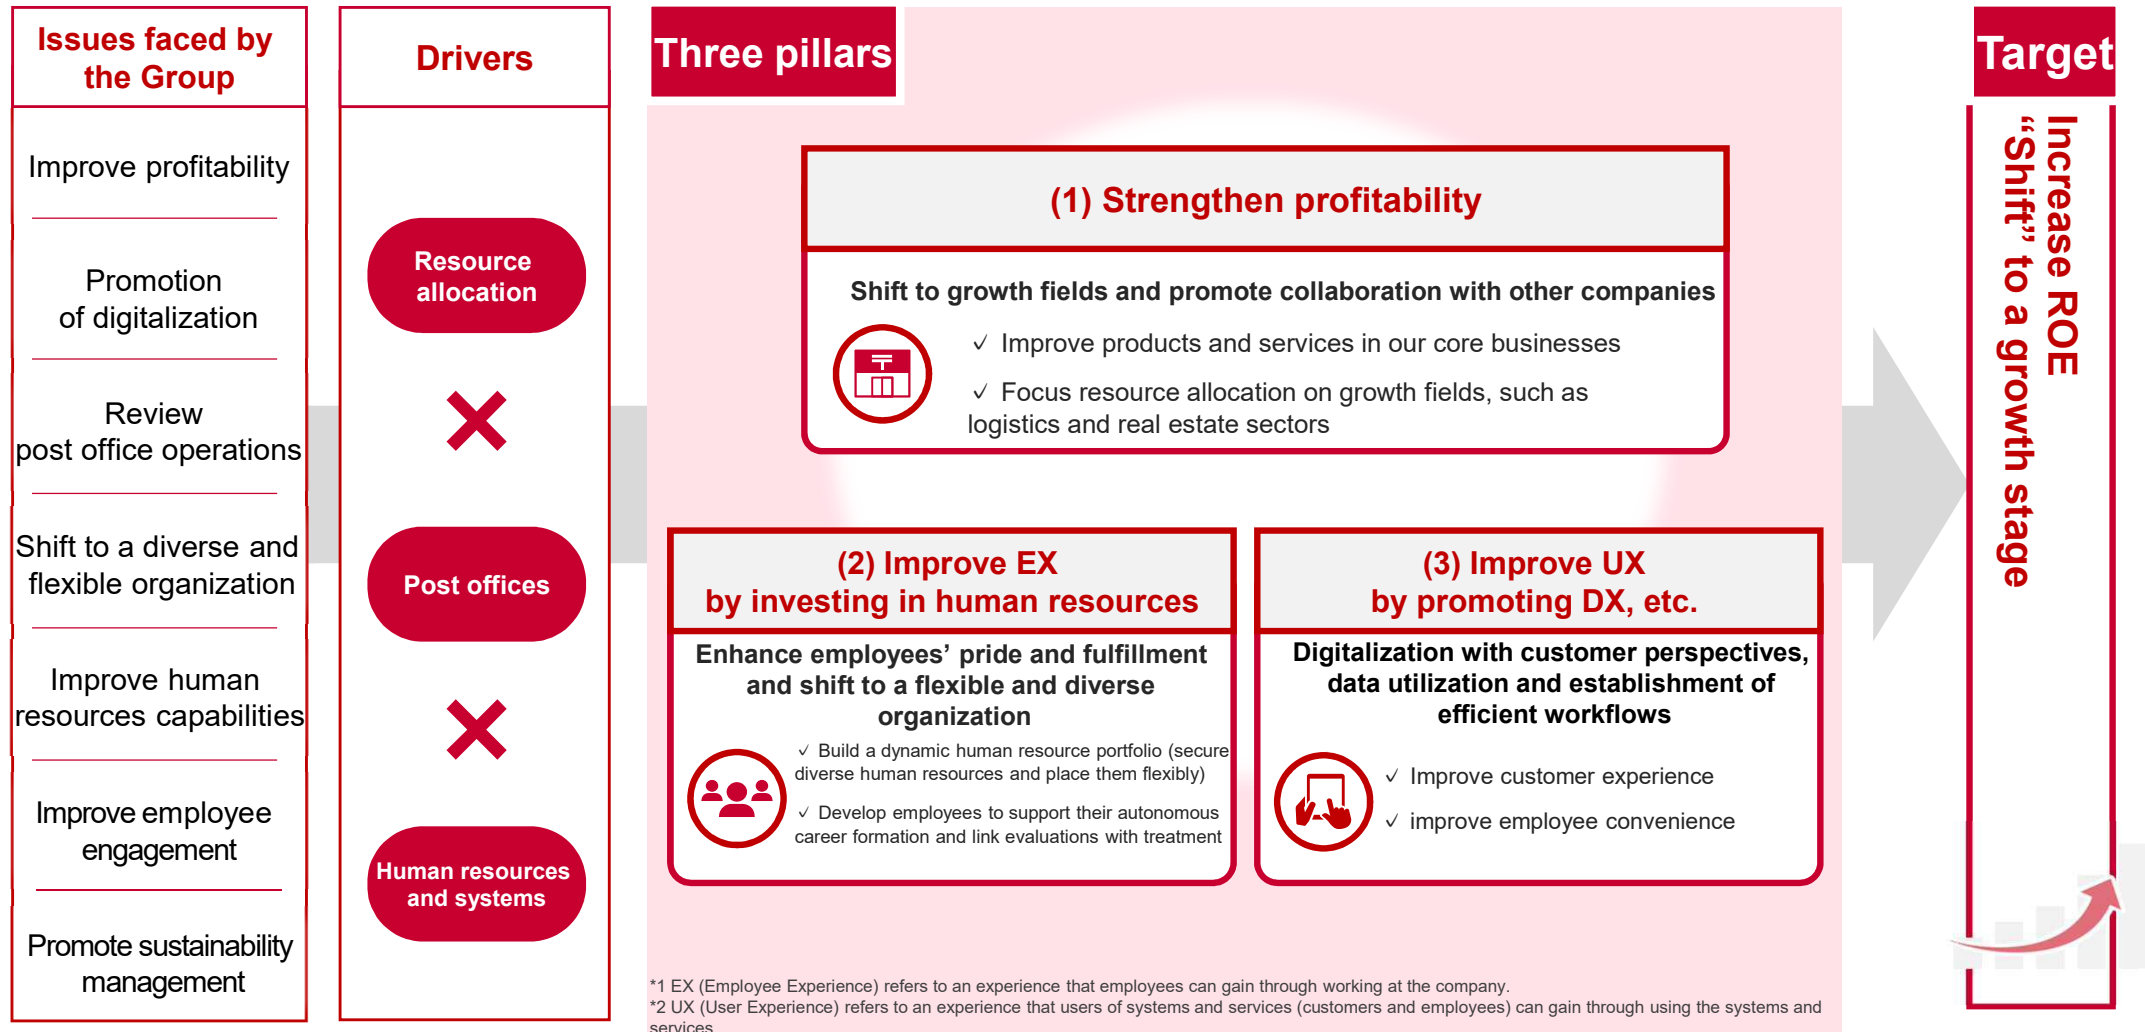 Issues faced by
the Group
Improve profitability
Promotion
of digitalization
Review
post office operations
Shift to a diverse and
flexible organization
Improve human
resources capabilities
Improve employee
engagement
Promote sustainability
management
Drivers
Resource
allocation
Post offices
Human resources
and systems
Three pillars
(1) Strengthen profitability
Shift to growth fields and promote collaboration with other companies
✓ Improve products and services in our core businesses
✓ Focus resource allocation on growth fields, such as
logistics and real estate sectors
(2) Improve EX
by investing in human resources
Enhance employees’ pride and fulfillment
and shift to a flexible and diverse
organization
✓ Build a dynamic human resource portfolio (secure
diverse human resources and place them flexibly)
✓ Develop employees to support their autonomous
career formation and link evaluations with treatment
(3) Improve UX
by promoting DX, etc.
Digitalization with customer perspectives,
data utilization and establishment of
efficient workflows
✓ Improve customer experience
✓ improve employee convenience
*1 EX (Employee Experience) refers to an experience that employees can gain through working at the company.
*2 UX (User Experience) refers to an experience that users of systems and services (customers and employees) can gain through using the systems and
services
Target
Increase ROE
“Shift” to a growth stage